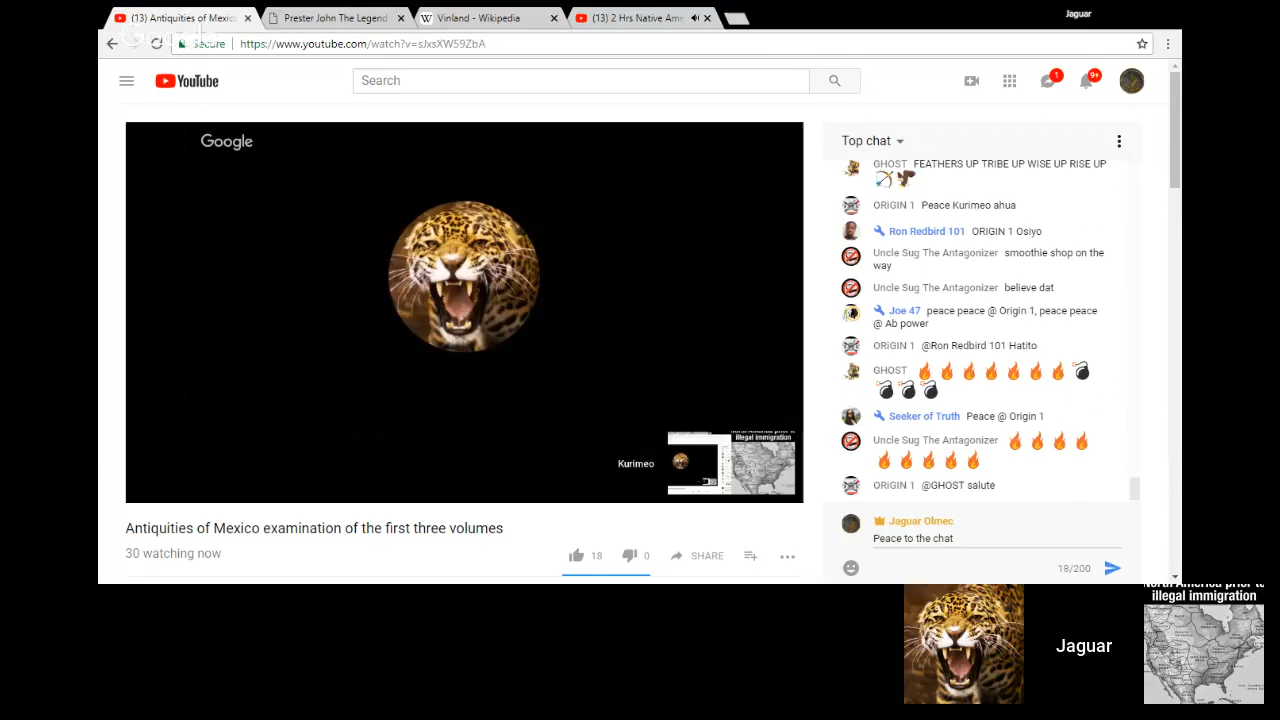 Jaguar
(13) Antiquities of Mexico
Prester John The Legend
Vinland - Wikipedia
(13) 2 Hrs Native Ame
Google
Secure
https://www.youtube.com/watch?v=sJxsXW59ZbA
YouTube
Search
1
9+
Google
Top chat
GHOST FEATHERS UP TRIBE UP WISE UP RISE UP
ORiGiN 1 Peace Kurimeo ahua
Ron Redbird 101 ORIGIN 1 Osiyo
Uncle Sug The Antagonizer smoothie shop on the
way
Uncle Sug The Antagonizer believe dat
Joe 47 peace peace @ Origin 1, peace peace
@ Ab power
ORiGiN 1 @Ron Redbird 101 Hatito
GHOST 🔥🔥🔥🔥🔥🔥🔥💣
💣💣💣
Seeker of Truth Peace @ Origin 1
Uncle Sug The Antagonizer 🔥🔥🔥🔥
🔥🔥🔥🔥🔥
ORiGiN 1 @GHOST salute
Kurimeo
illegal immigration
Antiquities of Mexico examination of the first three volumes
30 watching now
18
0
SHARE
Jaguar Olmec
Peace to the chat
18/200
Jaguar
North America prior to
illegal immigration